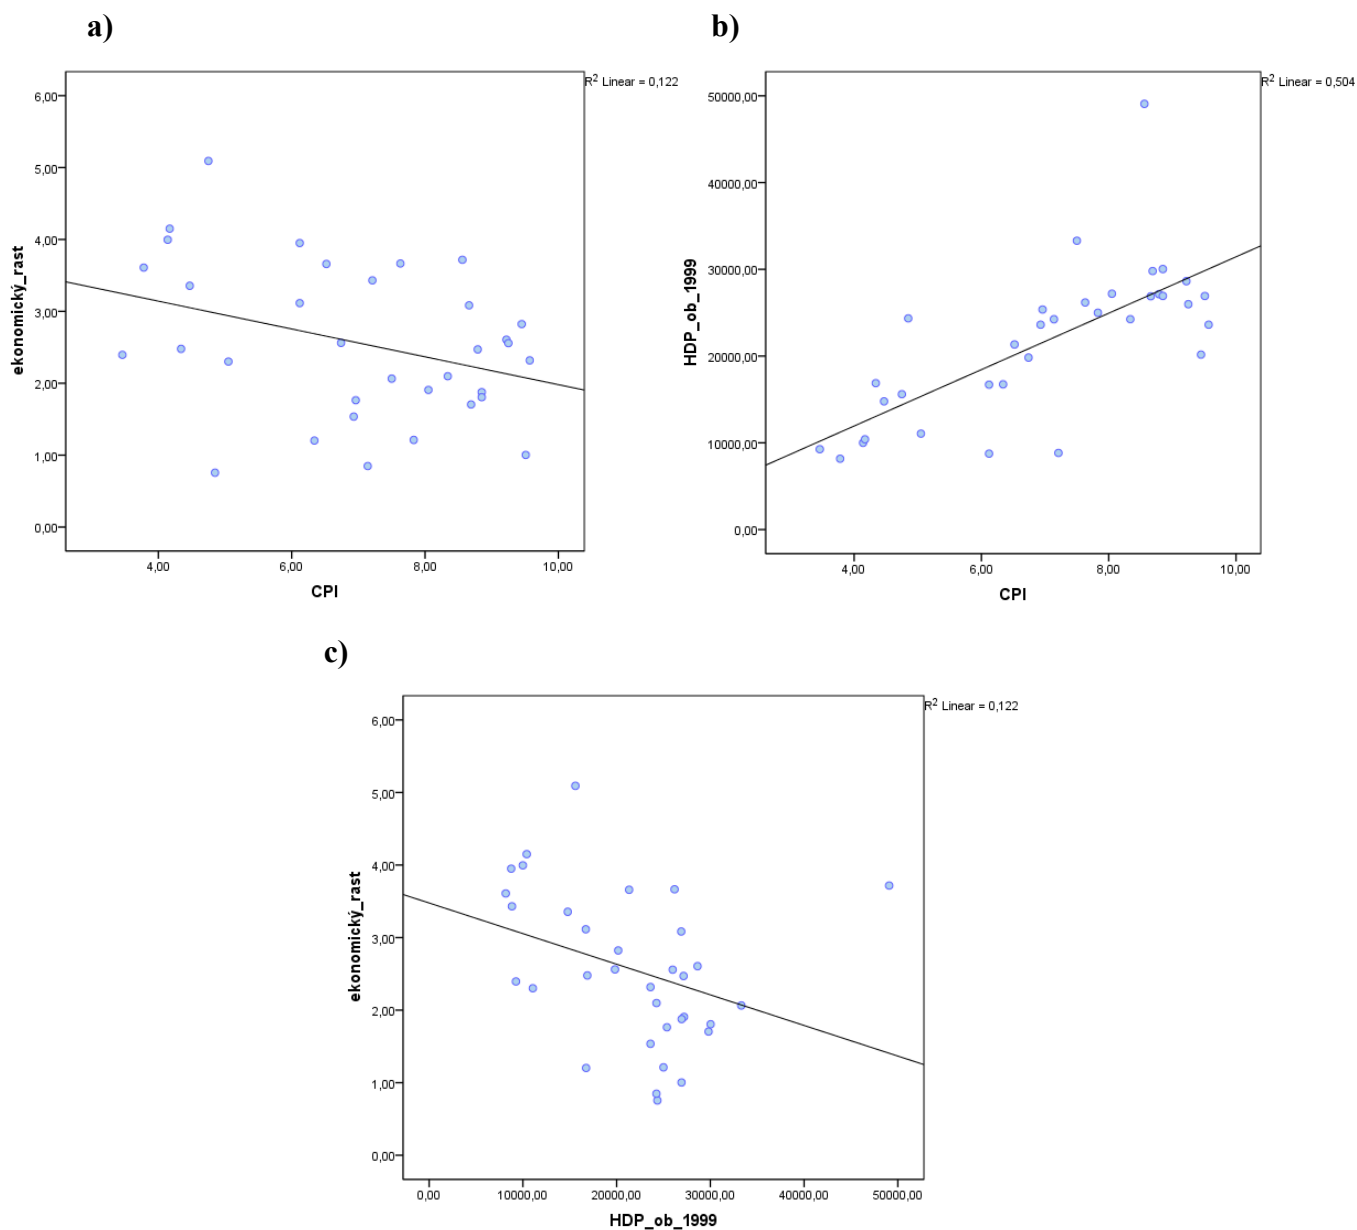 a)
R² Linear = 0,122
6,00
5,00
4,00
3,00
2,00
1,00
0,00
ekonomický_rast
4,00 6,00 8,00 10,00
CPI
b)
R² Linear = 0,504
50000,00
40000,00
30000,00
20000,00
10000,00
0,00
HDP_ob_1999
4,00 6,00 8,00 10,00
CPI
c)
R² Linear = 0,122
6,00
5,00
4,00
3,00
2,00
1,00
0,00
ekonomický_rast
0,00 10000,00 20000,00 30000,00 40000,00 50000,00
HDP_ob_1999